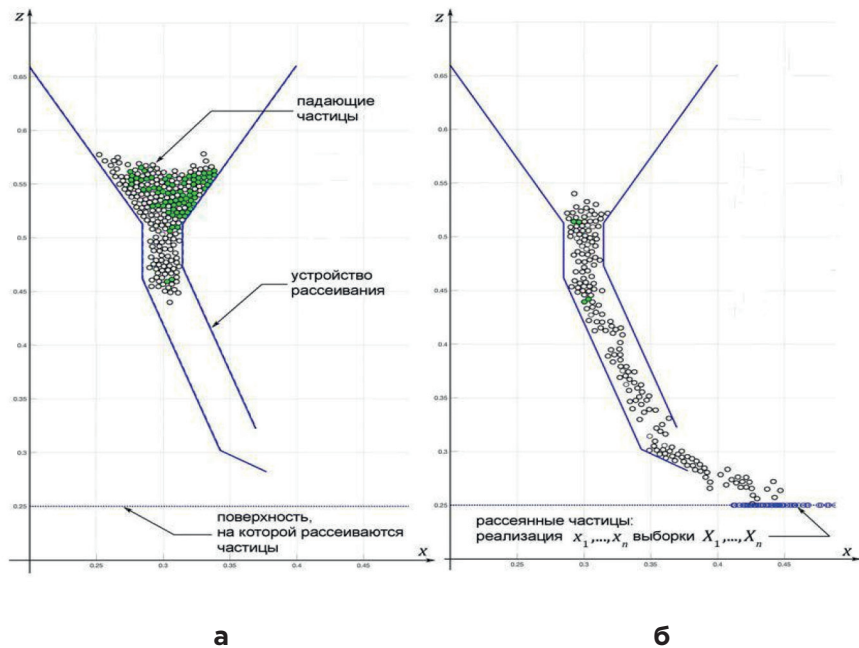 z
0.65
0.6
0.55
0.5
0.45
0.4
0.35
0.3
0.25
0.25
0.3
0.35
0.4
x
падающие
частицы
устройство
рассеивания
поверхность,
на которой рассеиваются
частицы
а
z
0.65
0.6
0.55
0.5
0.45
0.4
0.35
0.3
0.25
0.25
0.3
0.35
0.4
0.45
x
рассеянные частицы:
реализация x₁,...,xₙ выборки X₁,...,Xₙ
б